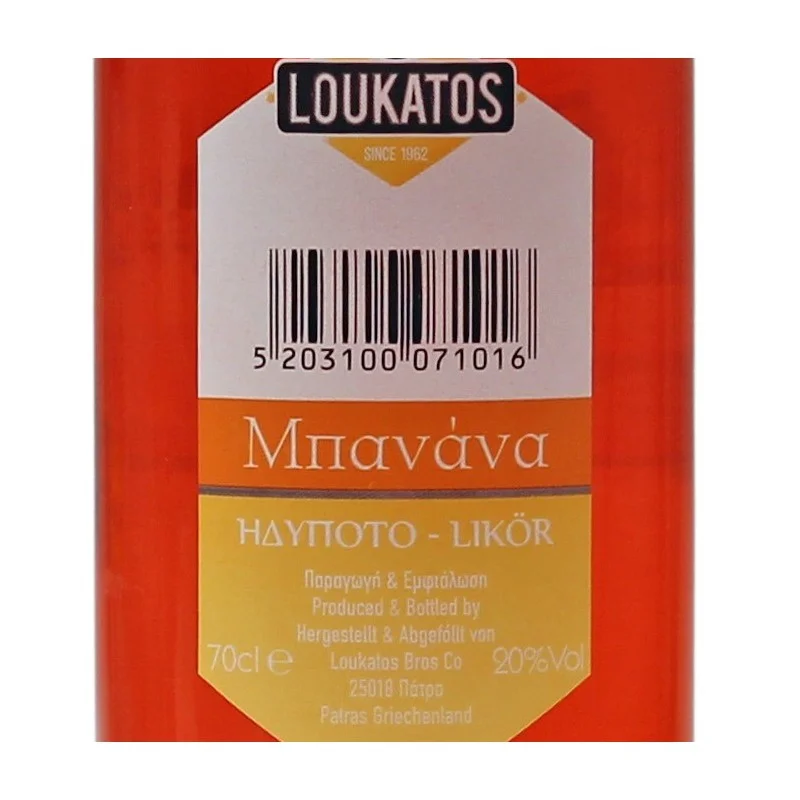 LOUKATOS
SINCE 1962
5 203100 071016
Μπανάνα
ΗΔΥΠΟΤΟ - LIKÖR
Παραγωγή & Εμφιάλωση
Produced & Bottled by
Hergestellt & Abgefόllt von
70cl ℮ Loukatos Bros Co 20%Vol
25018 Πάτρα
Patras Griechenland